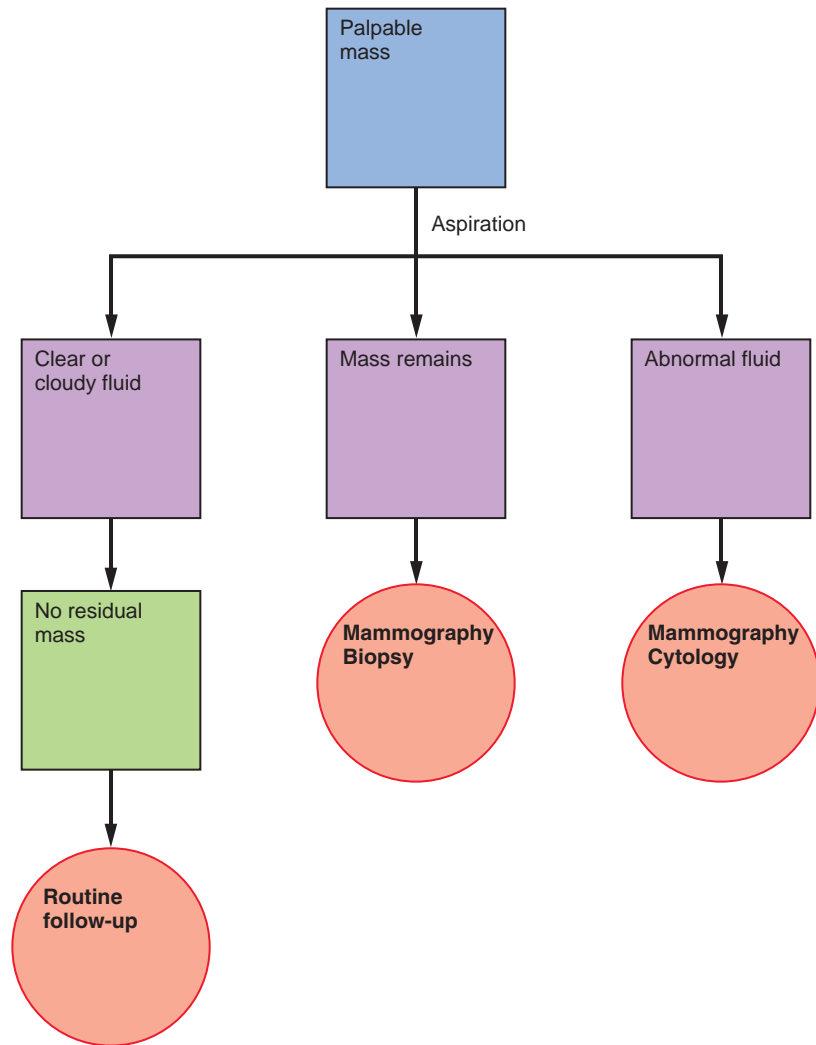 Palpable
mass
Aspiration
Clear or
cloudy fluid
Mass remains
Abnormal fluid
No residual
mass
Mammography
Biopsy
Mammography
Cytology
Routine
follow-up